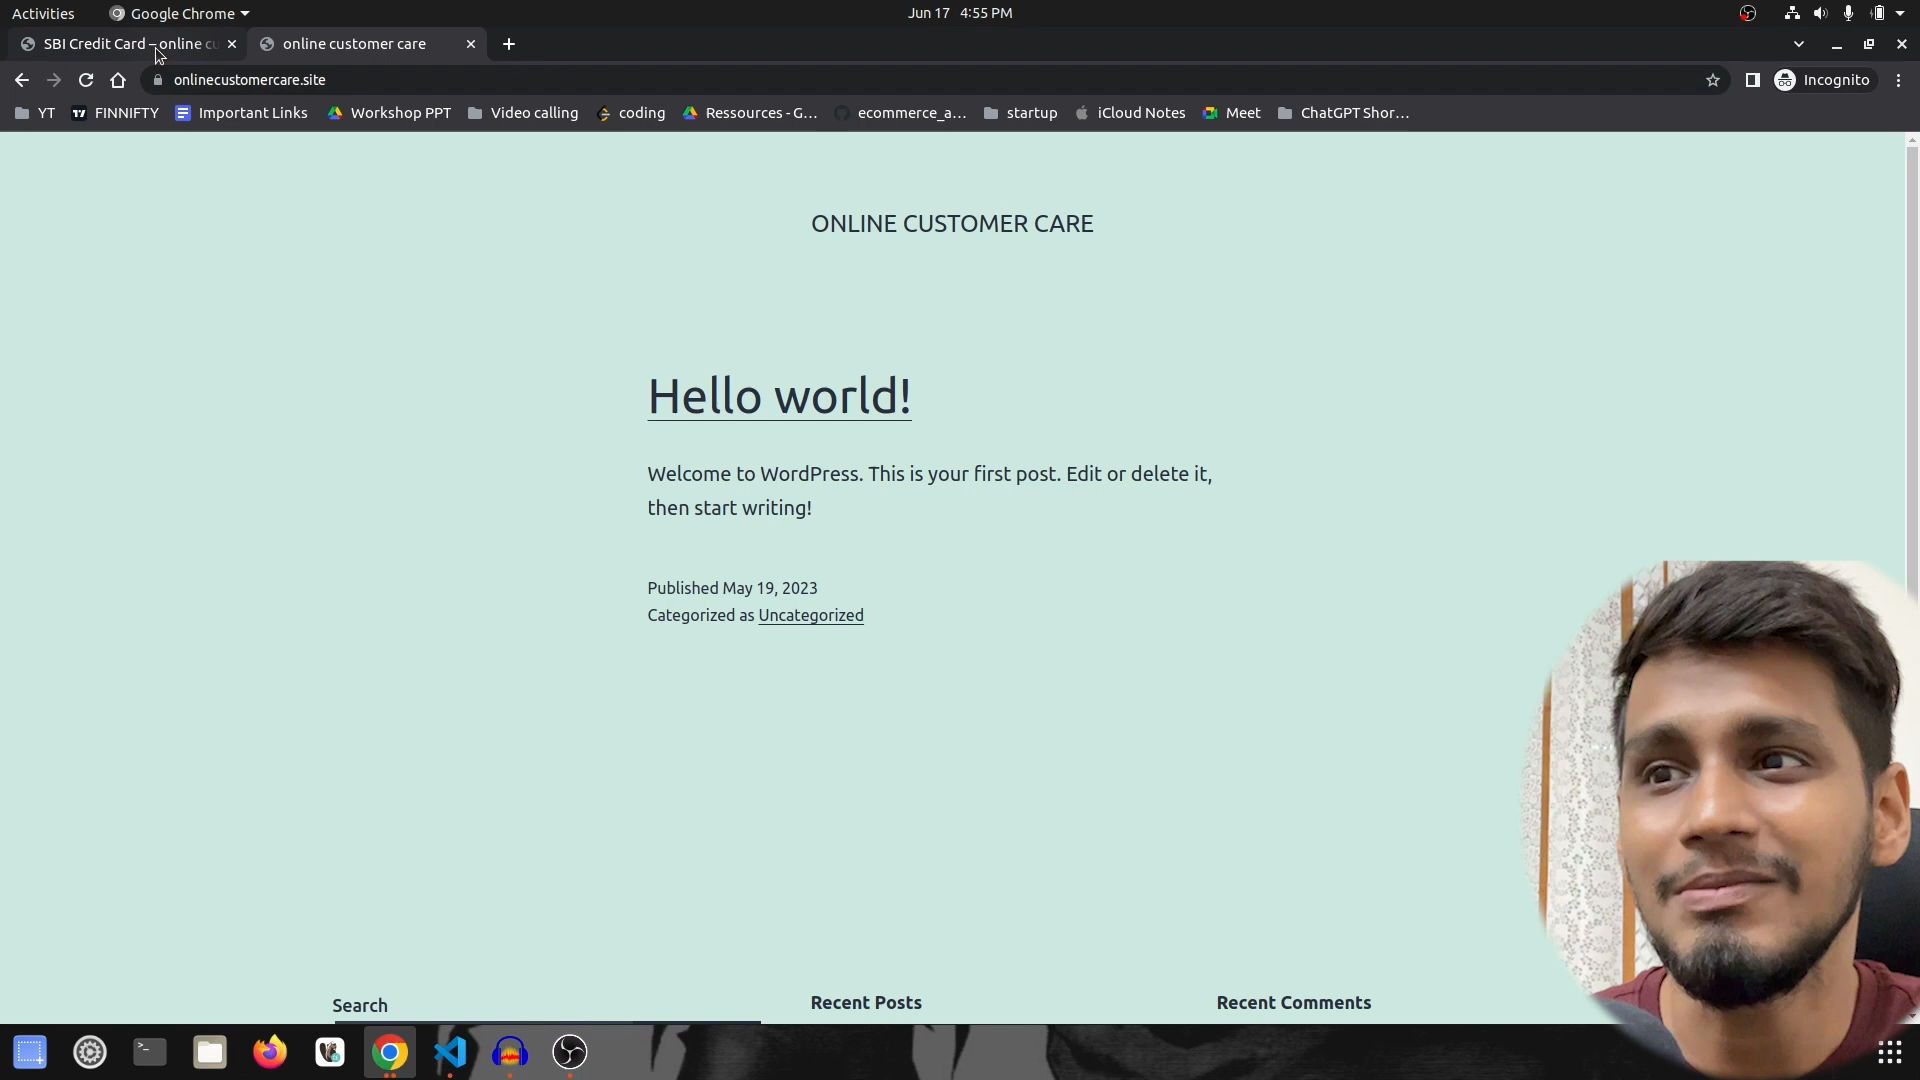 Activities
Google Chrome
Jun 17 4:55 PM
SBI Credit Card – online cu
online customer care
onlinecustomercare.site
Incognito
YT
FINNIFTY
Important Links
Workshop PPT
Video calling
coding
Ressources - G...
ecommerce_a...
startup
iCloud Notes
Meet
ChatGPT Shor...
ONLINE CUSTOMER CARE
Hello world!
Welcome to WordPress. This is your first post. Edit or delete it,
then start writing!
Published May 19, 2023
Categorized as Uncategorized
Search
Recent Posts
Recent Comments